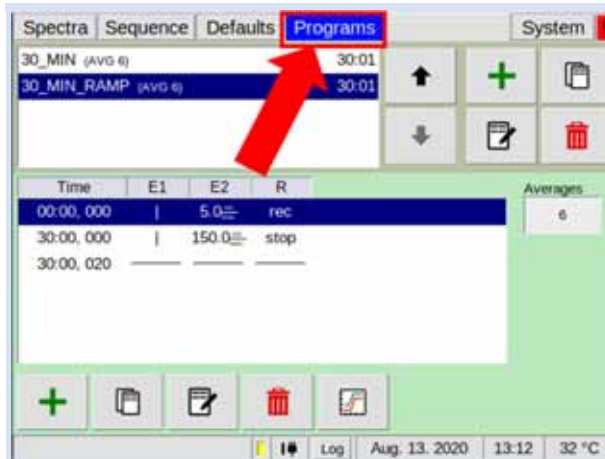 Spectra Sequence Defaults Programs System
30_MIN (AVG 6) 30:01
30_MIN_RAMP (AVG 6) 30:01
Time E1 E2 R Averages
00:00, 000 | 5.0 rec 6
30:00, 000 | 150.0 stop
30:00, 020
Log Aug. 13. 2020 13:12 32 °C